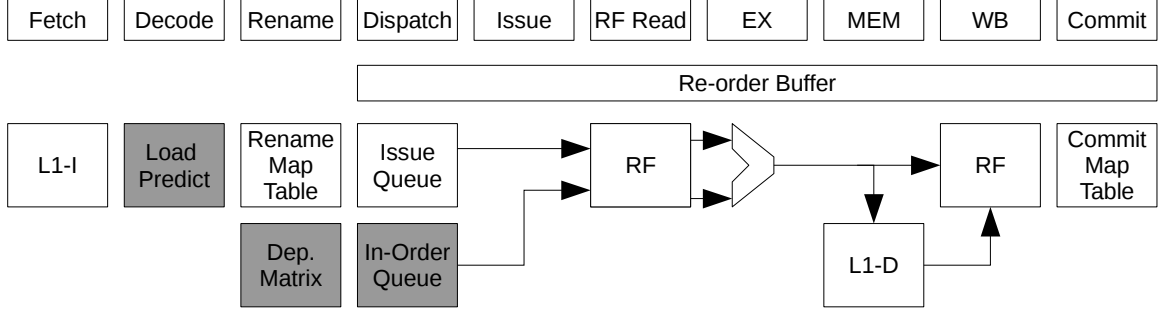 Fetch
Decode
Rename
Dispatch
Issue
RF Read
EX
MEM
WB
Commit
Re-order Buffer
L1-I
Load
Predict
Rename
Map
Table
Issue
Queue
RF
RF
Commit
Map
Table
Dep.
Matrix
In-Order
Queue
L1-D